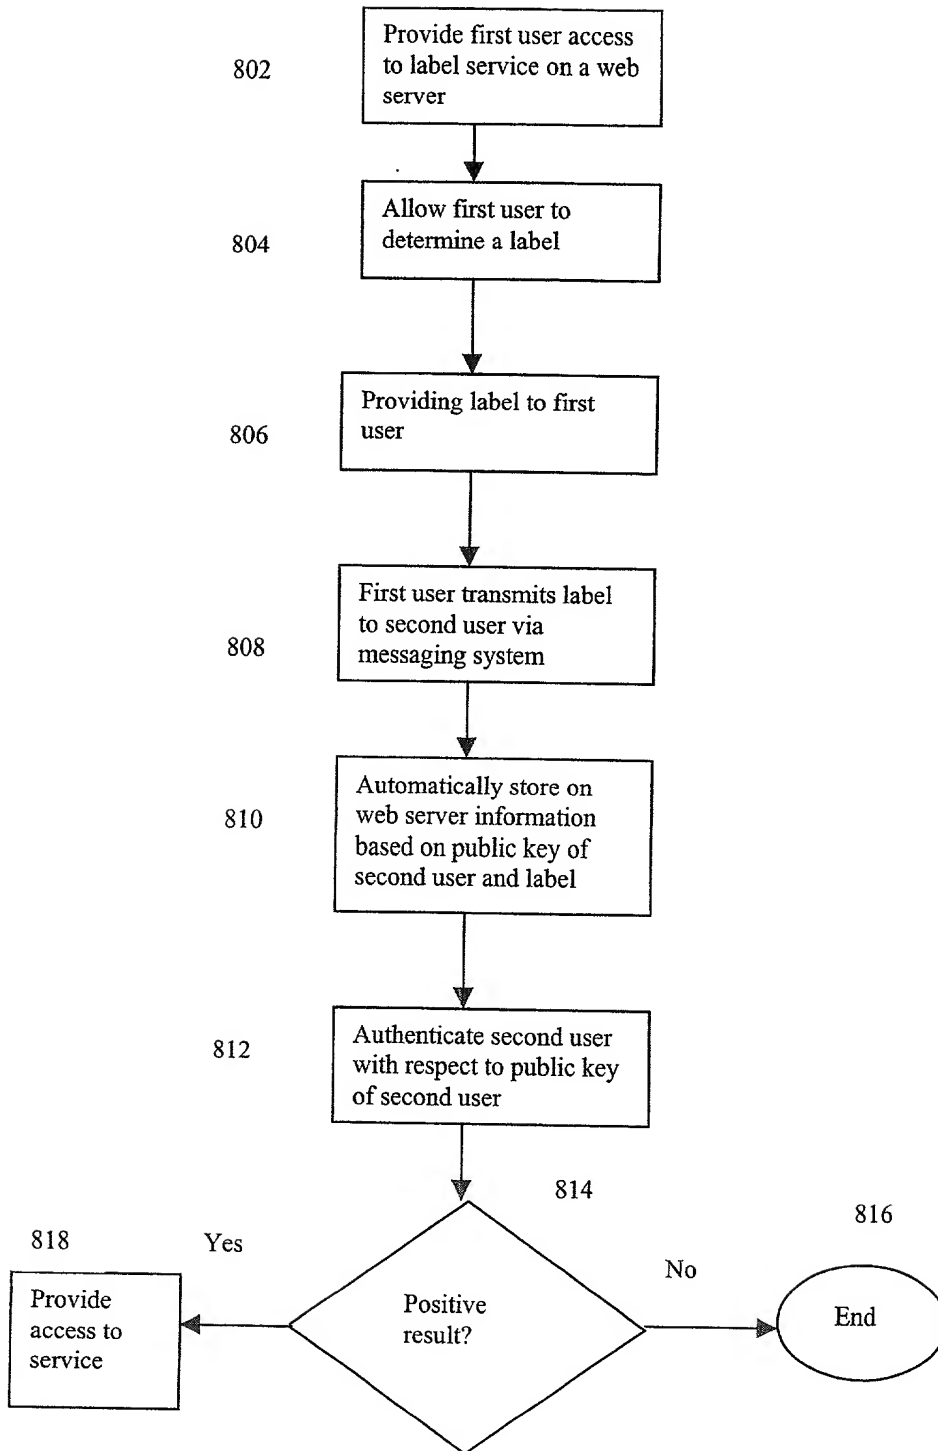 802
Provide first user access
to label service on a web
server
804
Allow first user to
determine a label
806
Providing label to first
user
808
First user transmits label
to second user via
messaging system
810
Automatically store on
web server information
based on public key of
second user and label
812
Authenticate second user
with respect to public key
of second user
814
Positive
result?
816
No
End
818
Yes
Provide
access to
service